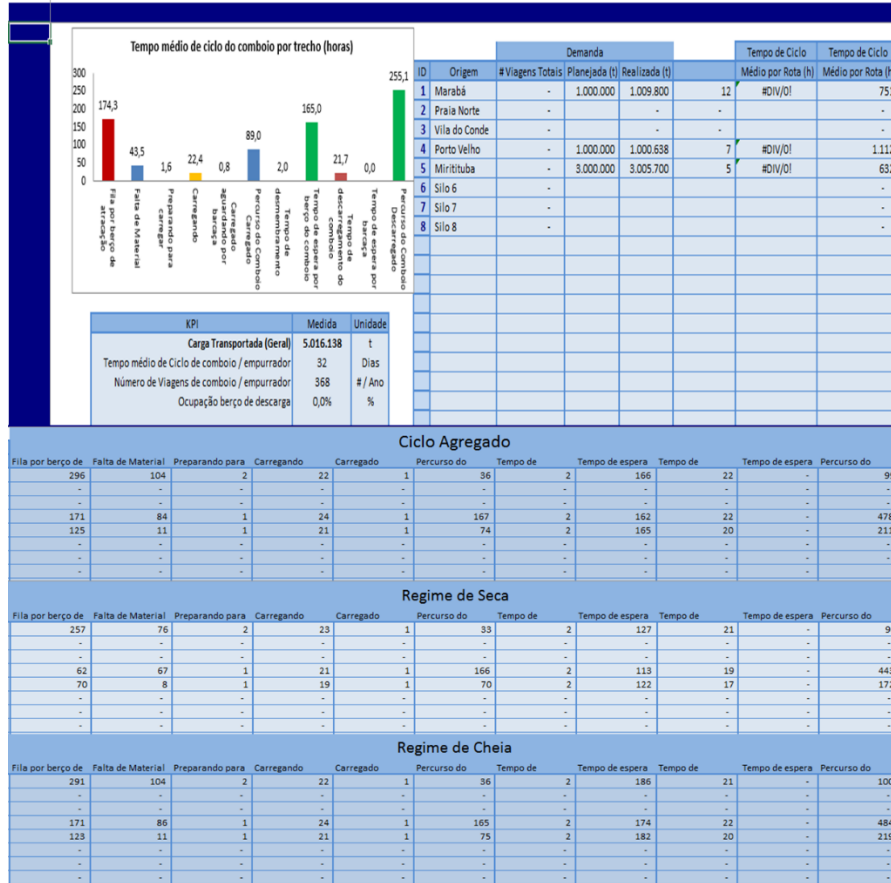 Tempo médio de ciclo do comboio por trecho (horas)
300
250
200
150
100
50
0
174,3
43,5
1,6
22,4
0,8
89,0
2,0
165,0
21,7
0,0
255,1
Fila por berço de atracação
Falta de Material
Preparando para carregar
Carregando
Carregado aguardando por barcaça
Percurso do Comboio Carregado
Tempo de desmembramento
Tempo de espera por berço do comboio
Tempo de descarregamento do comboio
Tempo de espera por barcaça
Percurso do Comboio Descarregado
KPI Medida Unidade
Carga Transportada (Geral) 5.016.138 t
Tempo médio de Ciclo de comboio / empurrador 32 Dias
Número de Viagens de comboio / empurrador 368 # / Ano
Ocupação berço de descarga 0,0% %
Demanda Tempo de Ciclo Tempo de Ciclo
ID Origem # Viagens Totais Planejada (t) Realizada (t) Médio por Rota (h) Médio por Rota (h
1 Marabá - 1.000.000 1.009.800 12 #DIV/0! 751
2 Praia Norte - - - -
3 Vila do Conde - -
4 Porto Velho - 1.000.000 1.000.638 7 #DIV/0! 1.112
5 Miritituba - 3.000.000 3.005.700 5 #DIV/0! 632
6 Silo 6 - -
7 Silo 7 - -
8 Silo 8 - -
Ciclo Agregado
Fila por berço de Falta de Material Preparando para Carregando Carregado Percurso do Tempo de Tempo de espera Tempo de Tempo de espera Percurso do
296 104 2 22 1 36 2 166 22 - 99
- - - - - - - - - - -
- - - - - - - - - - -
171 84 1 24 1 167 2 162 22 - 478
125 11 1 21 1 74 2 165 20 - 211
- - - - - - - - - - -
- - - - - - - - - - -
- - - - - - - - - - -
Regime de Seca
Fila por berço de Falta de Material Preparando para Carregando Carregado Percurso do Tempo de Tempo de espera Tempo de Tempo de espera Percurso do
257 76 2 23 1 33 2 127 21 - 9
- - - - - - - - - - -
- - - - - - - - - - -
62 67 1 21 1 166 2 113 19 - 443
70 8 1 19 1 70 2 122 17 - 172
- - - - - - - - - - -
- - - - - - - - - - -
- - - - - - - - - - -
- - - - - - - - - - -
Regime de Cheia
Fila por berço de Falta de Material Preparando para Carregando Carregado Percurso do Tempo de Tempo de espera Tempo de Tempo de espera Percurso do
291 104 2 22 1 36 2 186 21 - 100
- - - - - - - - - - -
- - - - - - - - - - -
171 86 1 24 1 165 2 174 22 - 484
123 11 1 21 1 75 2 182 20 - 219
- - - - - - - - - - -
- - - - - - - - - - -
- - - - - - - - - - -